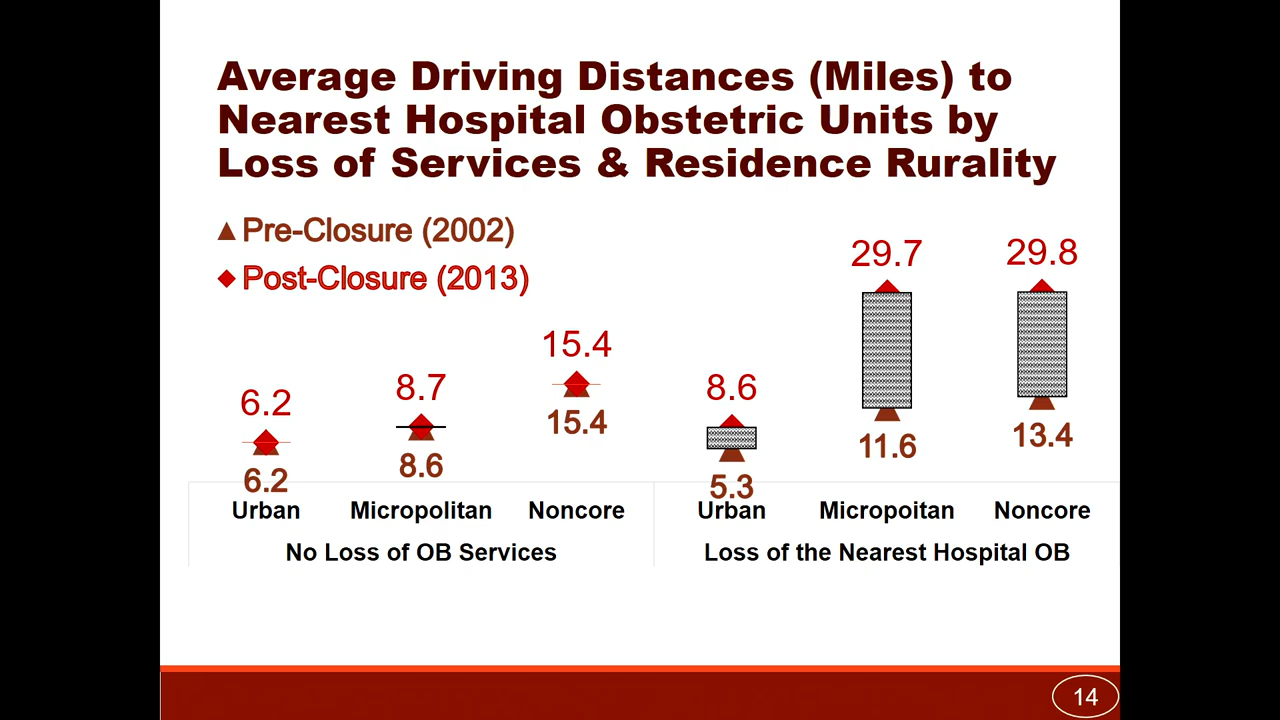 Average Driving Distances (Miles) to
Nearest Hospital Obstetric Units by
Loss of Services & Residence Rurality
Pre-Closure (2002)
Post-Closure (2013)
6.2
6.2
8.7
8.6
15.4
15.4
8.6
5.3
29.7
11.6
29.8
13.4
Urban Micropolitan Noncore Urban Micropoitan Noncore
No Loss of OB Services Loss of the Nearest Hospital OB
14